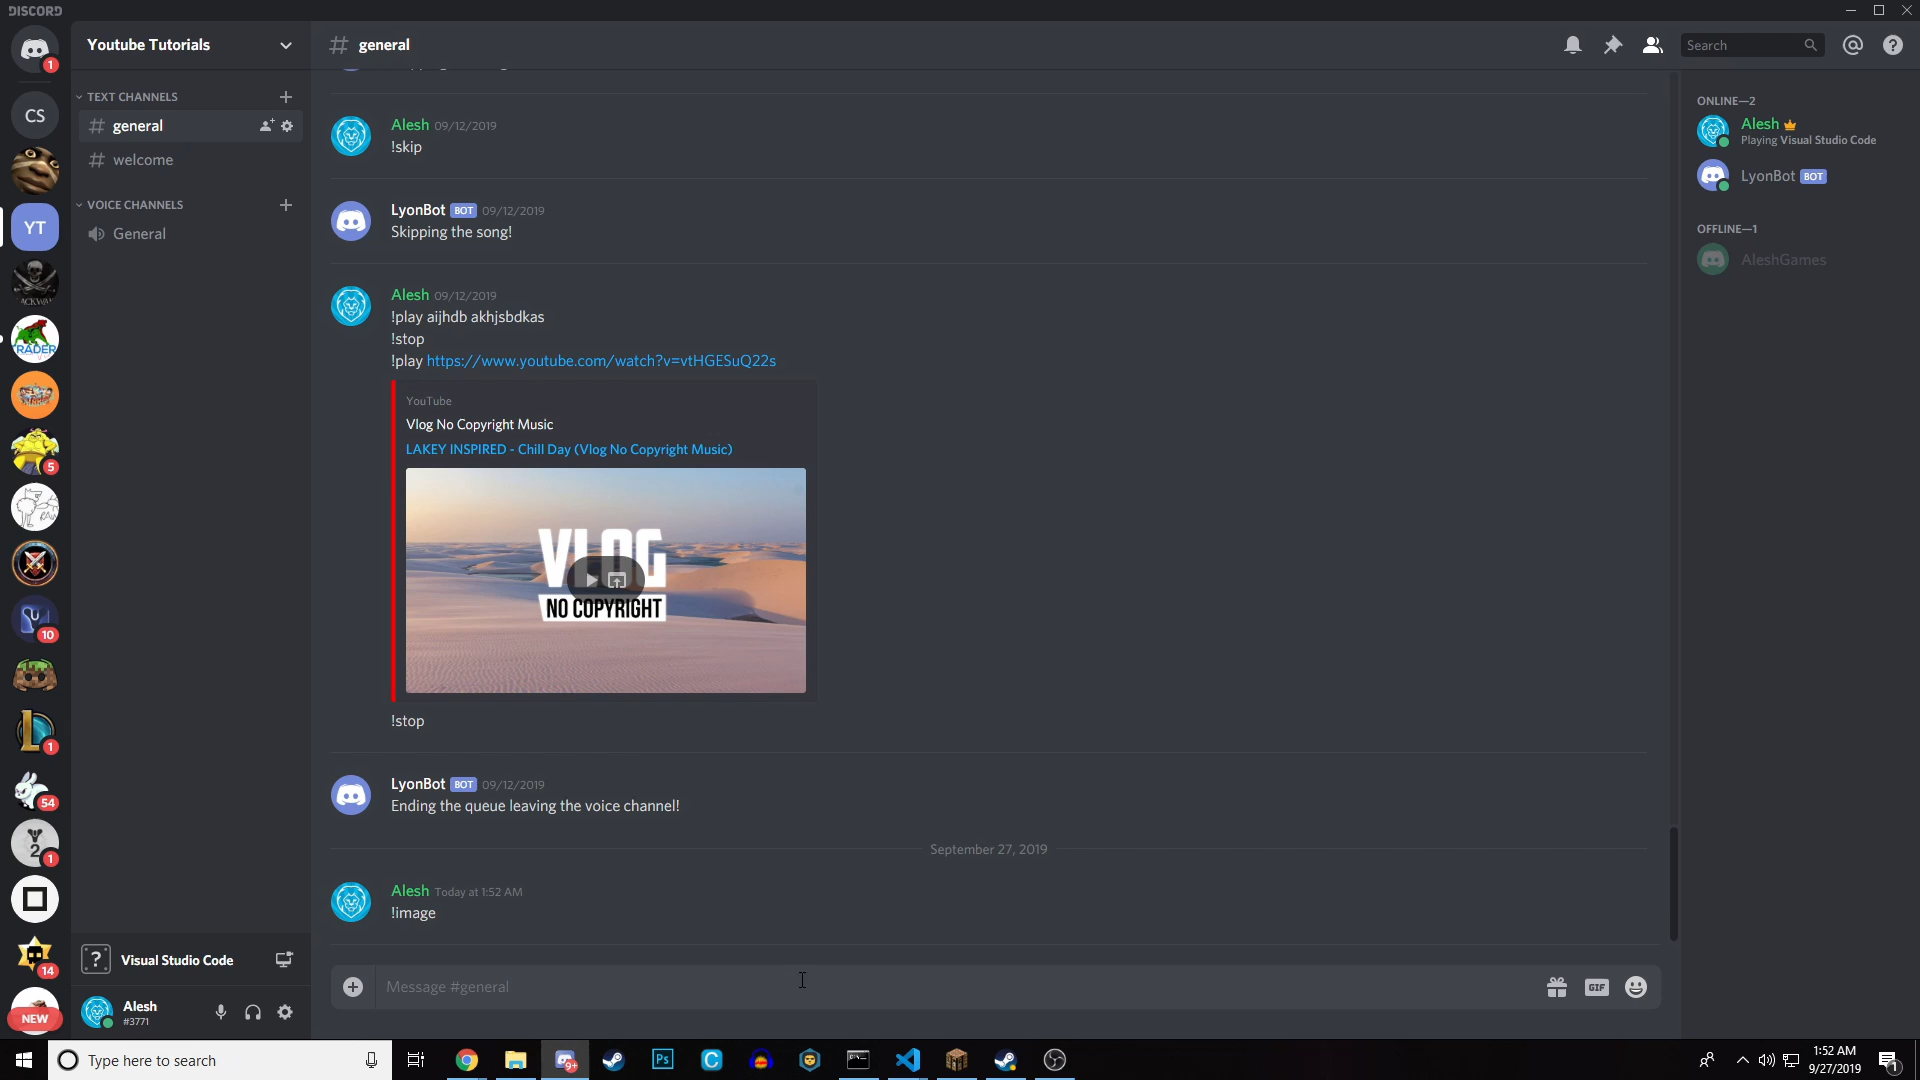 DISCORD
1
CS
YT
TRADER
5
10
1
54
2
1
14
NEW
Youtube Tutorials
TEXT CHANNELS
general
welcome
VOICE CHANNELS
General
Visual Studio Code
Alesh
#3771
general
Search
Alesh 09/12/2019
!skip
LyonBot BOT 09/12/2019
Skipping the song!
Alesh 09/12/2019
!play aijhdb akhjsbdkas
!stop
!play https://www.youtube.com/watch?v=vtHGESuQ22s
YouTube
Vlog No Copyright Music
LAKEY INSPIRED - Chill Day (Vlog No Copyright Music)
VLOG
NO COPYRIGHT
!stop
LyonBot BOT 09/12/2019
Ending the queue leaving the voice channel!
September 27, 2019
Alesh Today at 1:52 AM
!image
Message #general
GIF
ONLINE—2
Alesh
Playing Visual Studio Code
LyonBot BOT
OFFLINE—1
AleshGames
Type here to search
9+
Ps
C
1:52 AM
9/27/2019
1